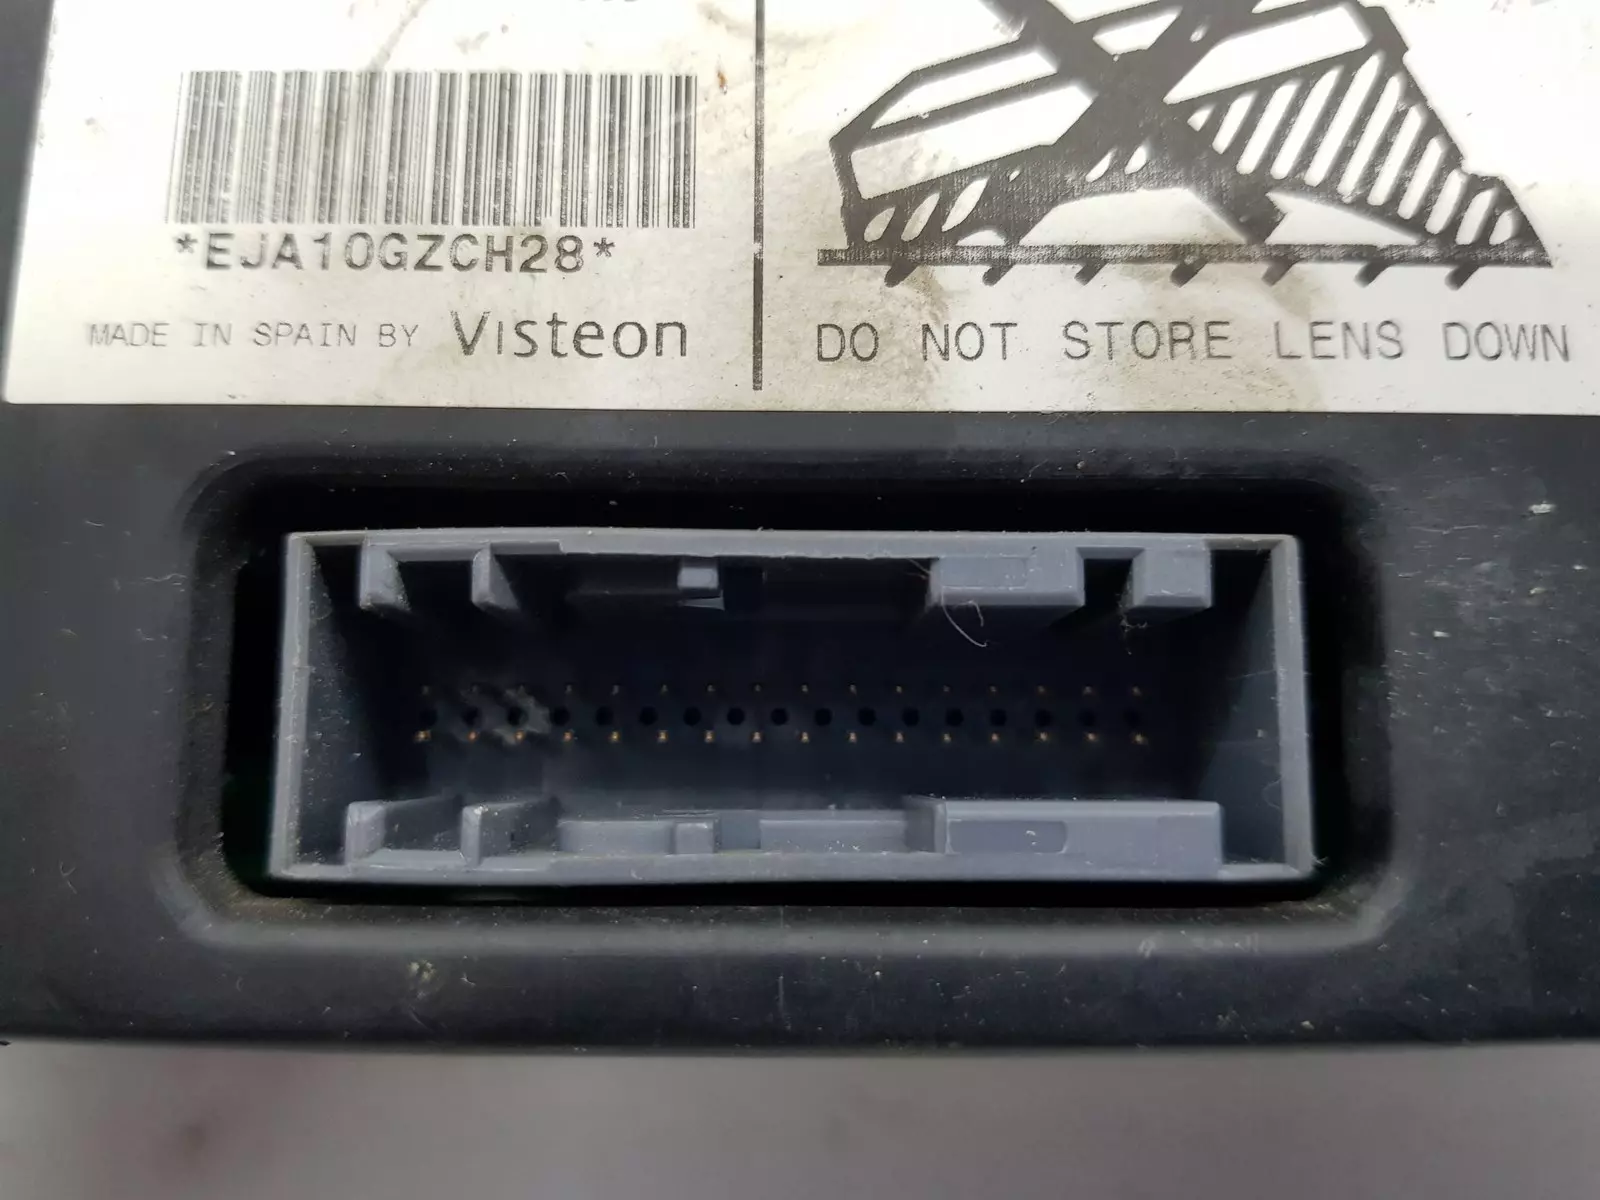 *EJA10GZCH28*
MADE IN SPAIN BY Visteon
DO NOT STORE LENS DOWN